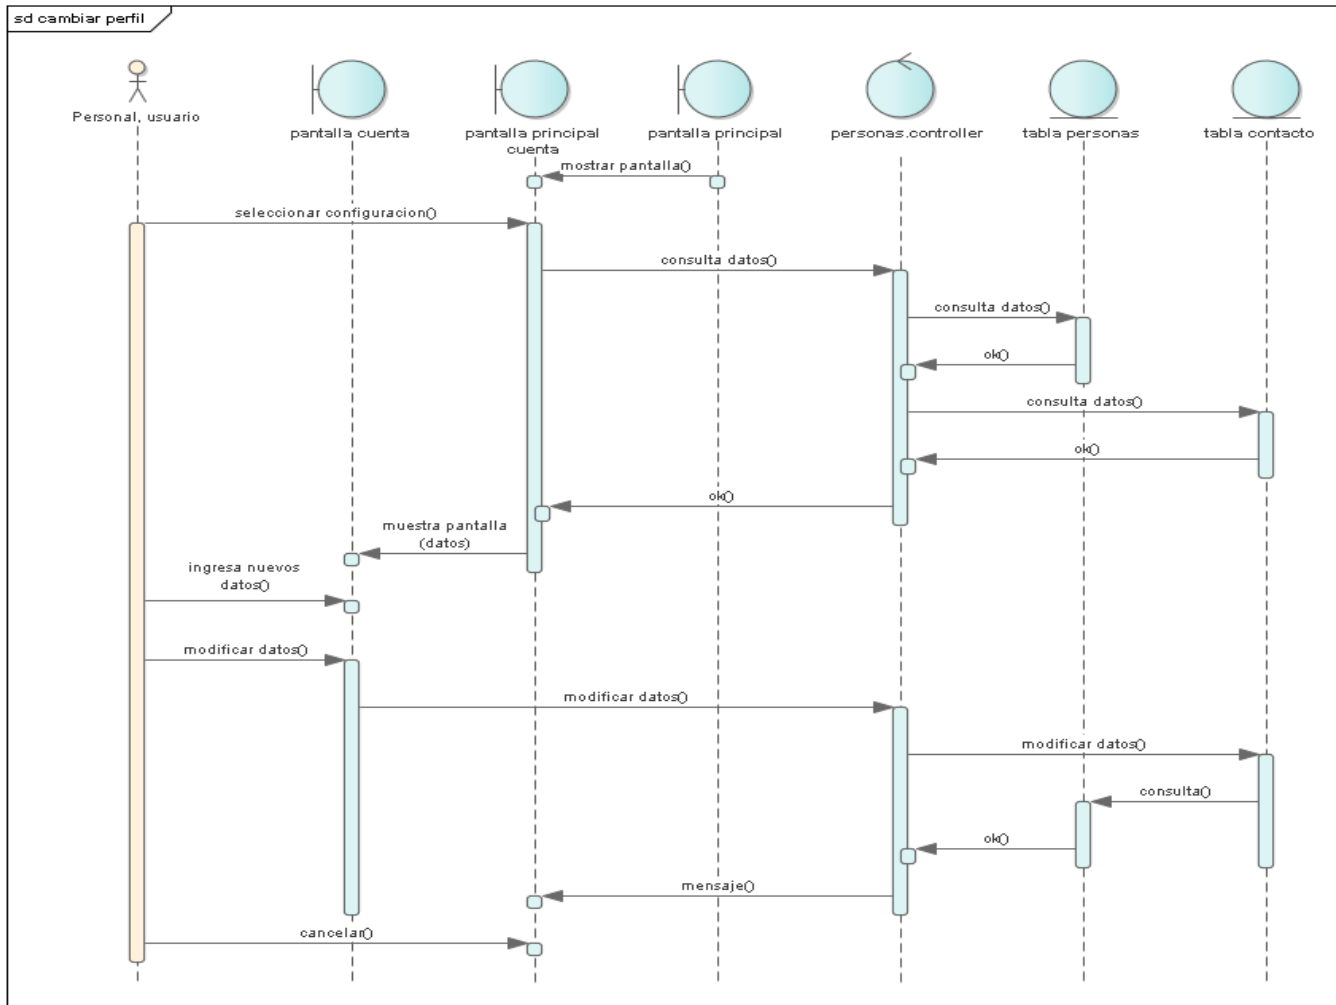 sd cambiar perfil
Personal, usuario
pantalla cuenta
pantalla principal
cuenta
pantalla principal
personas.controller
tabla personas
tabla contacto
mostrar pantalla()
seleccionar configuracion()
consulta datos()
consulta datos()
ok()
consulta datos()
ok()
ok()
muestra pantalla
(datos)
ingresa nuevos
datos()
modificar datos()
modificar datos()
modificar datos()
consulta()
ok()
mensaje()
cancelar()